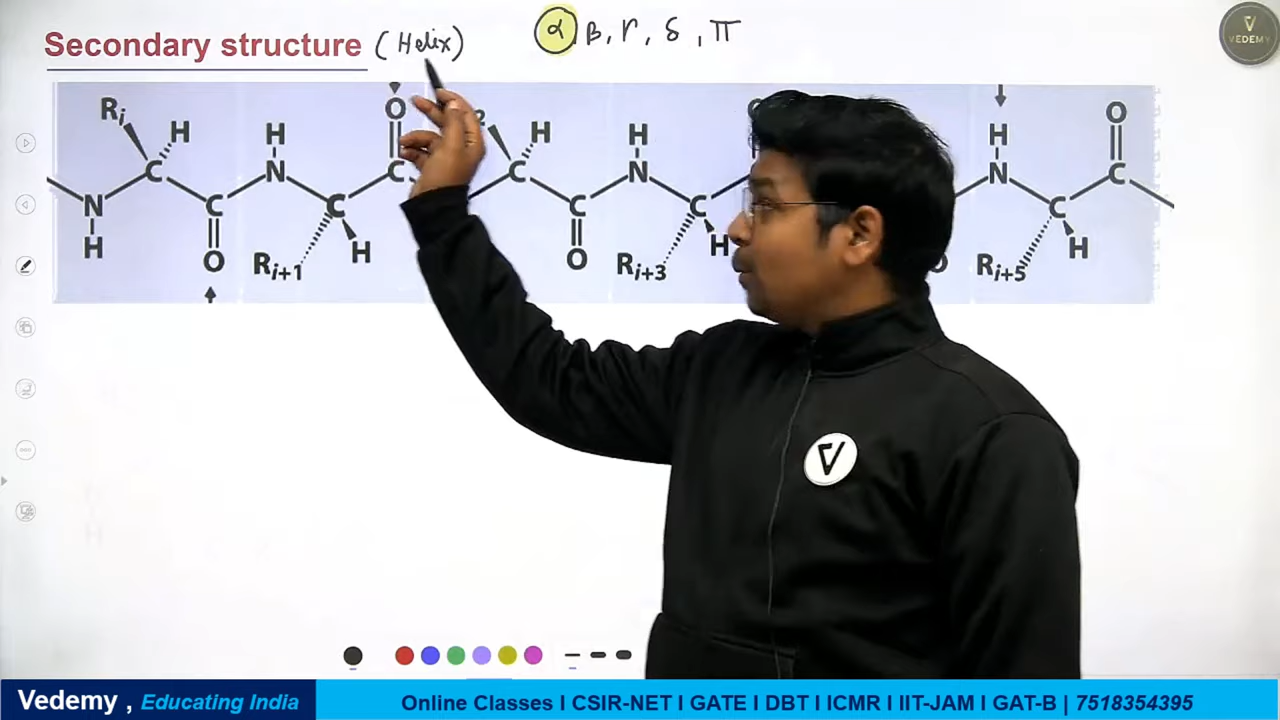 Secondary structure (Helix)
α, β, γ, δ, π
V
VEDEMY
Ri H H O H H O H O
C N C C N N C
N C C C C
H O Ri+1 H O Ri+3 H O Ri+5 H
V
Vedemy , Educating India
Online Classes I CSIR-NET I GATE I DBT I ICMR I IIT-JAM I GAT-B | 7518354395